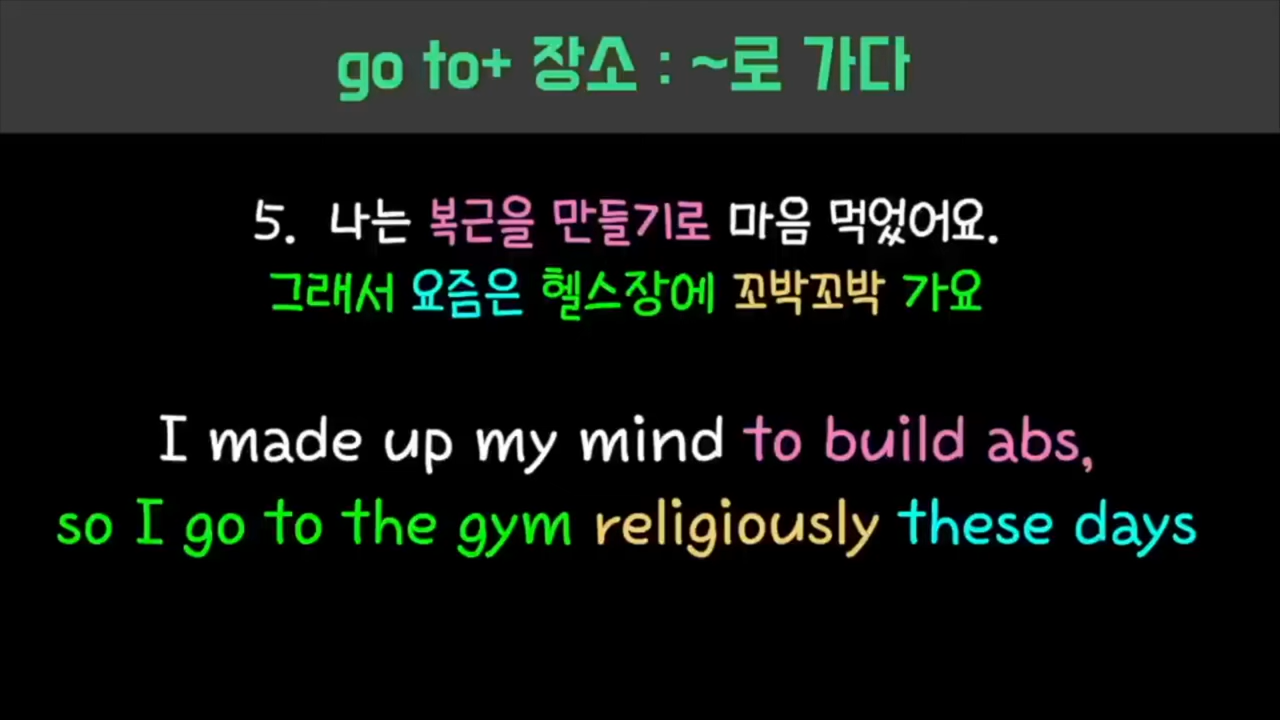 go to+ 장소 : ~로 가다
5. 나는 복근을 만들기로 마음 먹었어요.
그래서 요즘은 헬스장에 꼬박꼬박 가요
I made up my mind to build abs,
so I go to the gym religiously these days